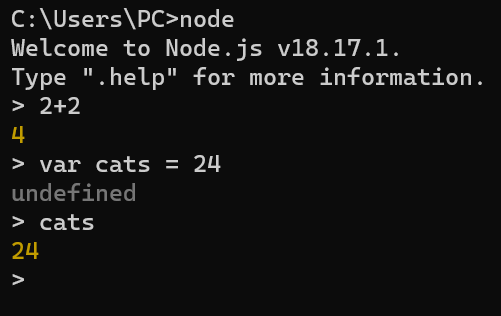 C:\Users\PC>node
Welcome to Node.js v18.17.1.
Type ".help" for more information.
> 2+2
4
> var cats = 24
undefined
> cats
24
>